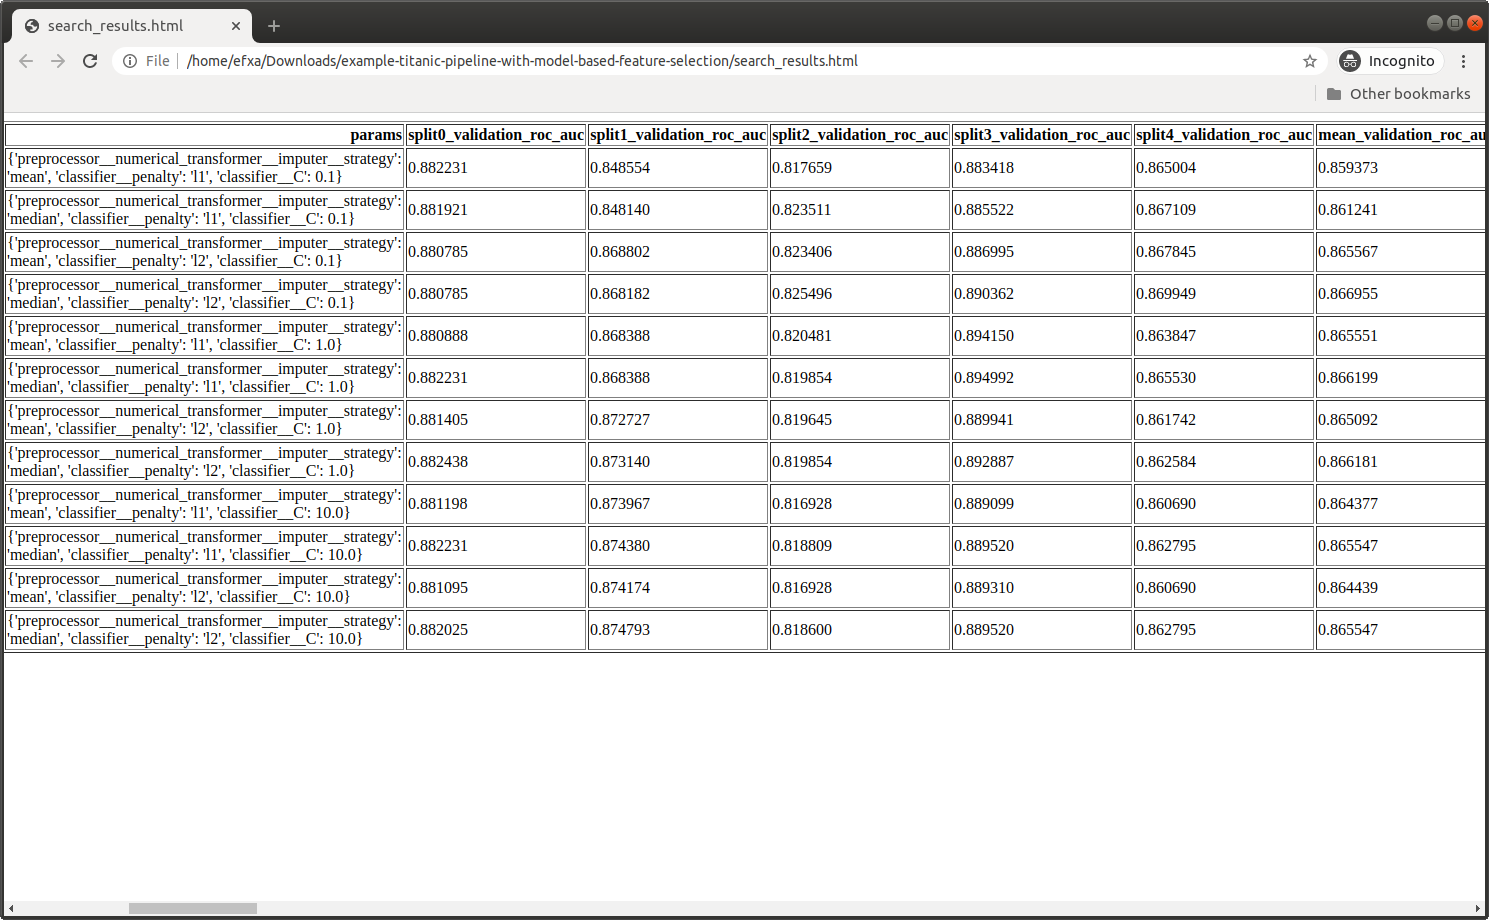 search_results.html
File /home/efxa/Downloads/example-titanic-pipeline-with-model-based-feature-selection/search_results.html Incognito
Other bookmarks
params split0_validation_roc_auc split1_validation_roc_auc split2_validation_roc_auc split3_validation_roc_auc split4_validation_roc_auc mean_validation_roc_au
{'preprocessor__numerical_transformer__imputer__strategy':
'mean', 'classifier__penalty': 'l1', 'classifier__C': 0.1} 0.882231 0.848554 0.817659 0.883418 0.865004 0.859373
{'preprocessor__numerical_transformer__imputer__strategy':
'median', 'classifier__penalty': 'l1', 'classifier__C': 0.1} 0.881921 0.848140 0.823511 0.885522 0.867109 0.861241
{'preprocessor__numerical_transformer__imputer__strategy':
'mean', 'classifier__penalty': 'l2', 'classifier__C': 0.1} 0.880785 0.868802 0.823406 0.886995 0.867845 0.865567
{'preprocessor__numerical_transformer__imputer__strategy':
'median', 'classifier__penalty': 'l2', 'classifier__C': 0.1} 0.880785 0.868182 0.825496 0.890362 0.869949 0.866955
{'preprocessor__numerical_transformer__imputer__strategy':
'mean', 'classifier__penalty': 'l1', 'classifier__C': 1.0} 0.880888 0.868388 0.820481 0.894150 0.863847 0.865551
{'preprocessor__numerical_transformer__imputer__strategy':
'median', 'classifier__penalty': 'l1', 'classifier__C': 1.0} 0.882231 0.868388 0.819854 0.894992 0.865530 0.866199
{'preprocessor__numerical_transformer__imputer__strategy':
'mean', 'classifier__penalty': 'l2', 'classifier__C': 1.0} 0.881405 0.872727 0.819645 0.889941 0.861742 0.865092
{'preprocessor__numerical_transformer__imputer__strategy':
'median', 'classifier__penalty': 'l2', 'classifier__C': 1.0} 0.882438 0.873140 0.819854 0.892887 0.862584 0.866181
{'preprocessor__numerical_transformer__imputer__strategy':
'mean', 'classifier__penalty': 'l1', 'classifier__C': 10.0} 0.881198 0.873967 0.816928 0.889099 0.860690 0.864377
{'preprocessor__numerical_transformer__imputer__strategy':
'median', 'classifier__penalty': 'l1', 'classifier__C': 10.0} 0.882231 0.874380 0.818809 0.889520 0.862795 0.865547
{'preprocessor__numerical_transformer__imputer__strategy':
'mean', 'classifier__penalty': 'l2', 'classifier__C': 10.0} 0.881095 0.874174 0.816928 0.889310 0.860690 0.864439
{'preprocessor__numerical_transformer__imputer__strategy':
'median', 'classifier__penalty': 'l2', 'classifier__C': 10.0} 0.882025 0.874793 0.818600 0.889520 0.862795 0.865547